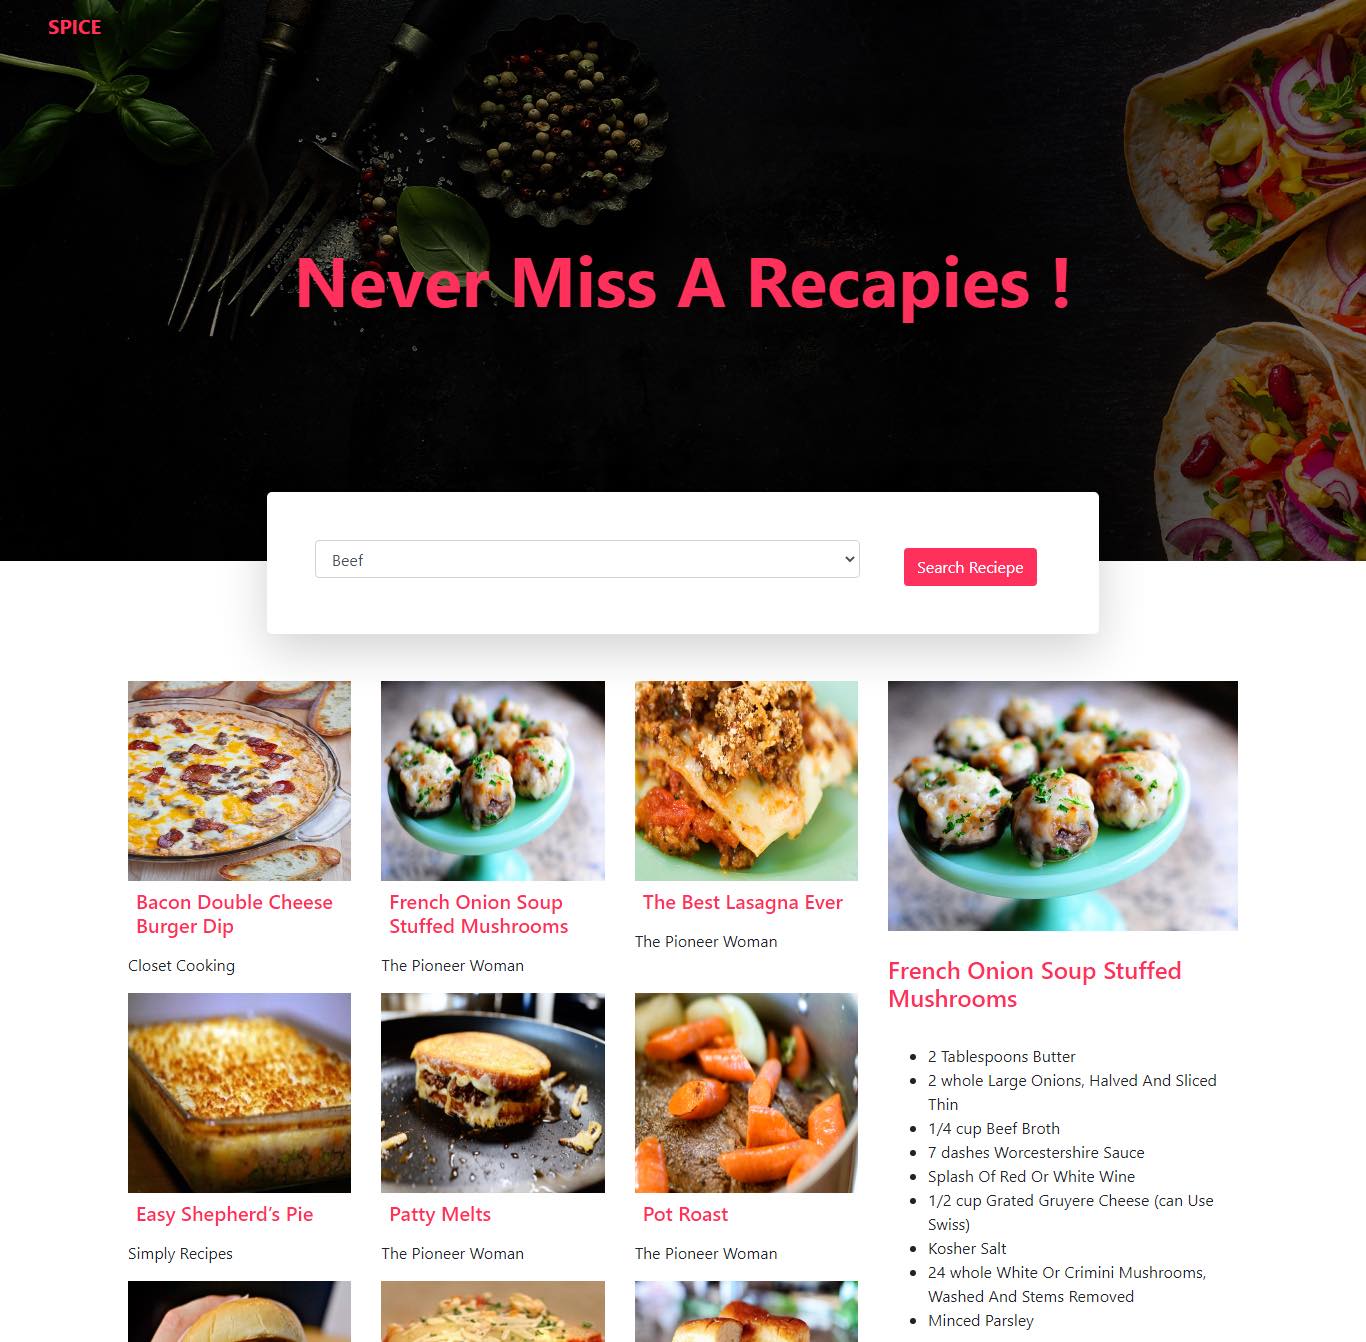 SPICE
Never Miss A Recapies !
Beef
Search Reciepe
Bacon Double Cheese
Burger Dip
Closet Cooking
French Onion Soup
Stuffed Mushrooms
The Pioneer Woman
The Best Lasagna Ever
The Pioneer Woman
Easy Shepherd’s Pie
Simply Recipes
Patty Melts
The Pioneer Woman
Pot Roast
The Pioneer Woman
French Onion Soup Stuffed
Mushrooms
2 Tablespoons Butter
2 whole Large Onions, Halved And Sliced
Thin
1/4 cup Beef Broth
7 dashes Worcestershire Sauce
Splash Of Red Or White Wine
1/2 cup Grated Gruyere Cheese (can Use
Swiss)
Kosher Salt
24 whole White Or Crimini Mushrooms,
Washed And Stems Removed
Minced Parsley